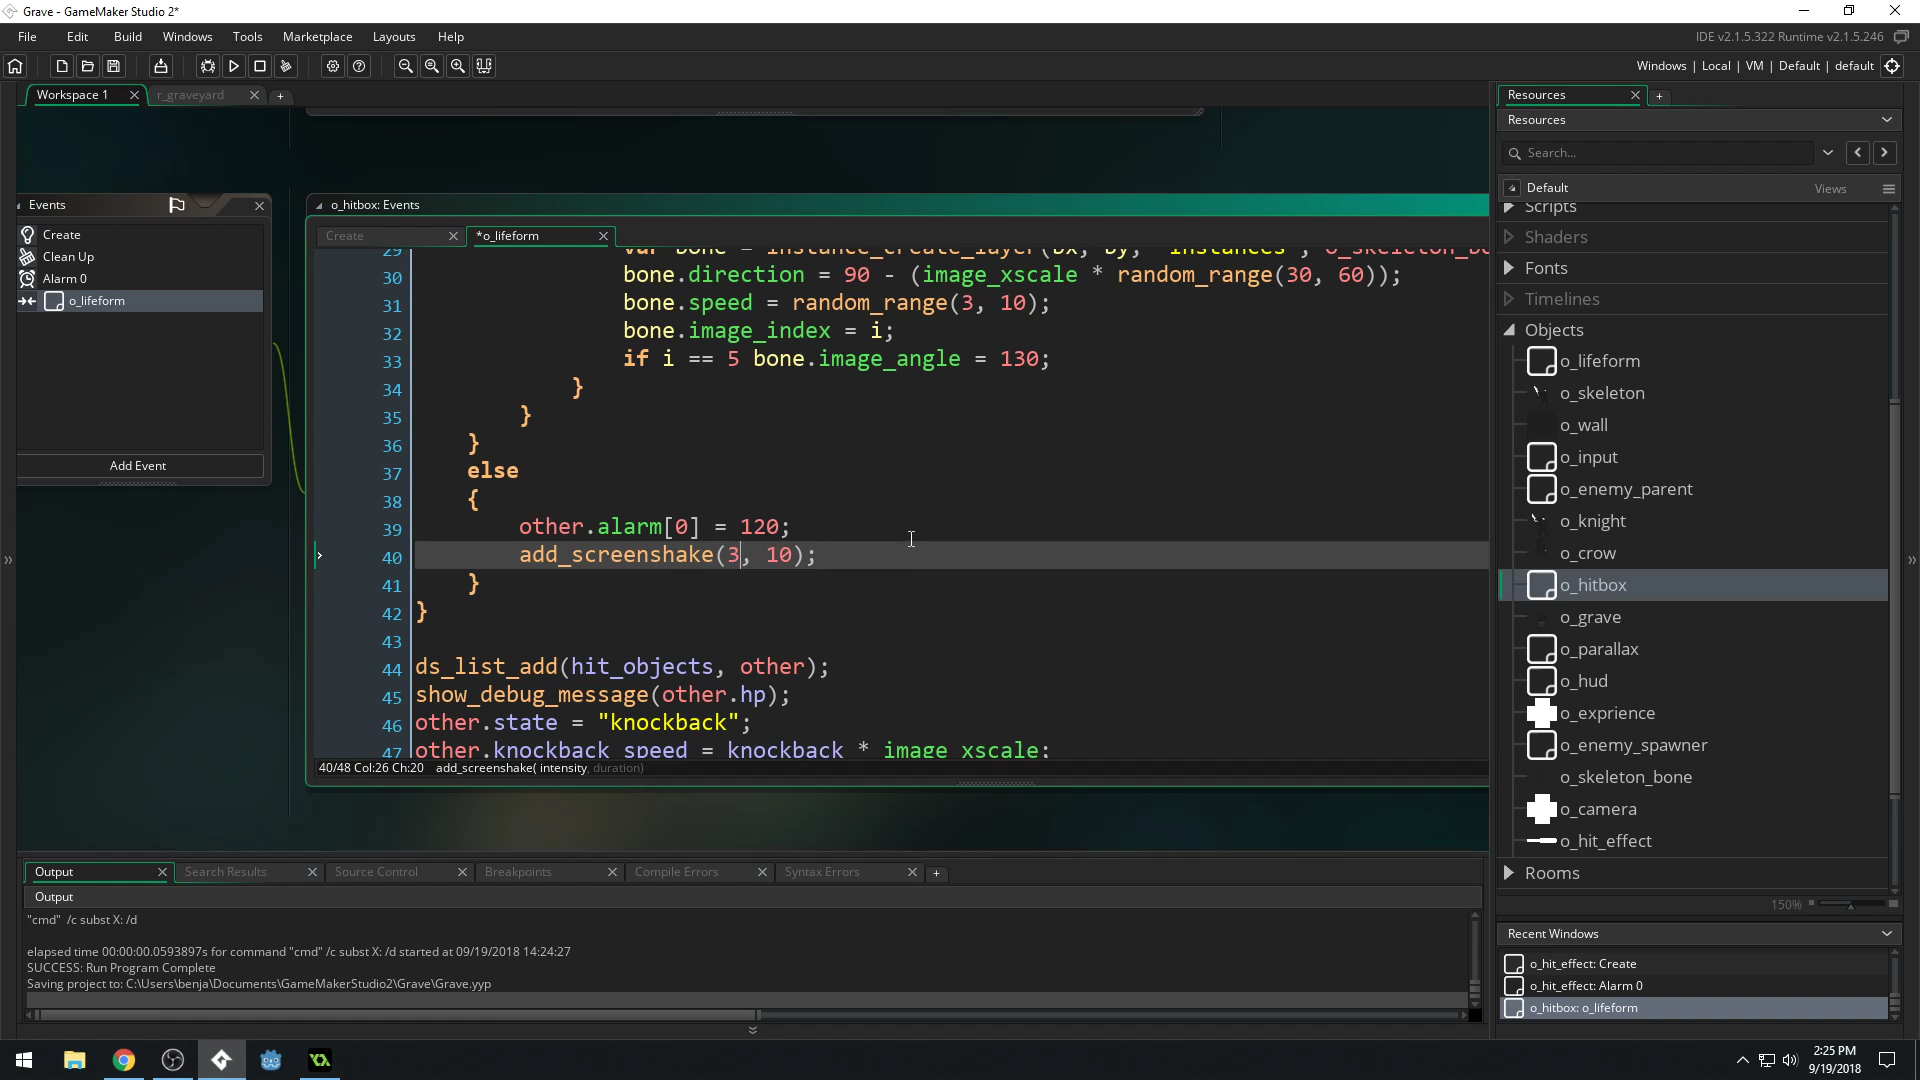 Grave - GameMaker Studio 2*
File Edit Build Windows Tools Marketplace Layouts Help
IDE v2.1.5.322 Runtime v2.1.5.246
Windows | Local | VM | Default | default
Workspace 1
r_graveyard
Resources
Resources
Search...
Default
Views
Scripts
Shaders
Fonts
Timelines
Objects
o_lifeform
o_skeleton
o_wall
o_input
o_enemy_parent
o_knight
o_crow
o_hitbox
o_grave
o_parallax
o_hud
o_exprience
o_enemy_spawner
o_skeleton_bone
o_camera
o_hit_effect
Rooms
150%
Recent Windows
o_hit_effect: Create
o_hit_effect: Alarm 0
o_hitbox: o_lifeform
Events
Create
Clean Up
Alarm 0
o_lifeform
Add Event
o_hitbox: Events
Create
*o_lifeform
29 var bone = instance_create_layer(bx, by, "instances", o_skeleton_bo
30 bone.direction = 90 - (image_xscale * random_range(30, 60));
31 bone.speed = random_range(3, 10);
32 bone.image_index = i;
33 if i == 5 bone.image_angle = 130;
34 }
35 }
36 }
37 else
38 {
39 other.alarm[0] = 120;
40 add_screenshake(3, 10);
41 }
42 }
43
44 ds_list_add(hit_objects, other);
45 show_debug_message(other.hp);
46 other.state = "knockback";
47 other.knockback_speed = knockback * image_xscale;
40/48 Col:26 Ch:20 add_screenshake( intensity, duration)
Output
Search Results
Source Control
Breakpoints
Compile Errors
Syntax Errors
Output
"cmd" /c subst X: /d
elapsed time 00:00:00.0593897s for command "cmd" /c subst X: /d started at 09/19/2018 14:24:27
SUCCESS: Run Program Complete
Saving project to: C:\Users\benja\Documents\GameMakerStudio2\Grave\Grave.yyp
2:25 PM
9/19/2018